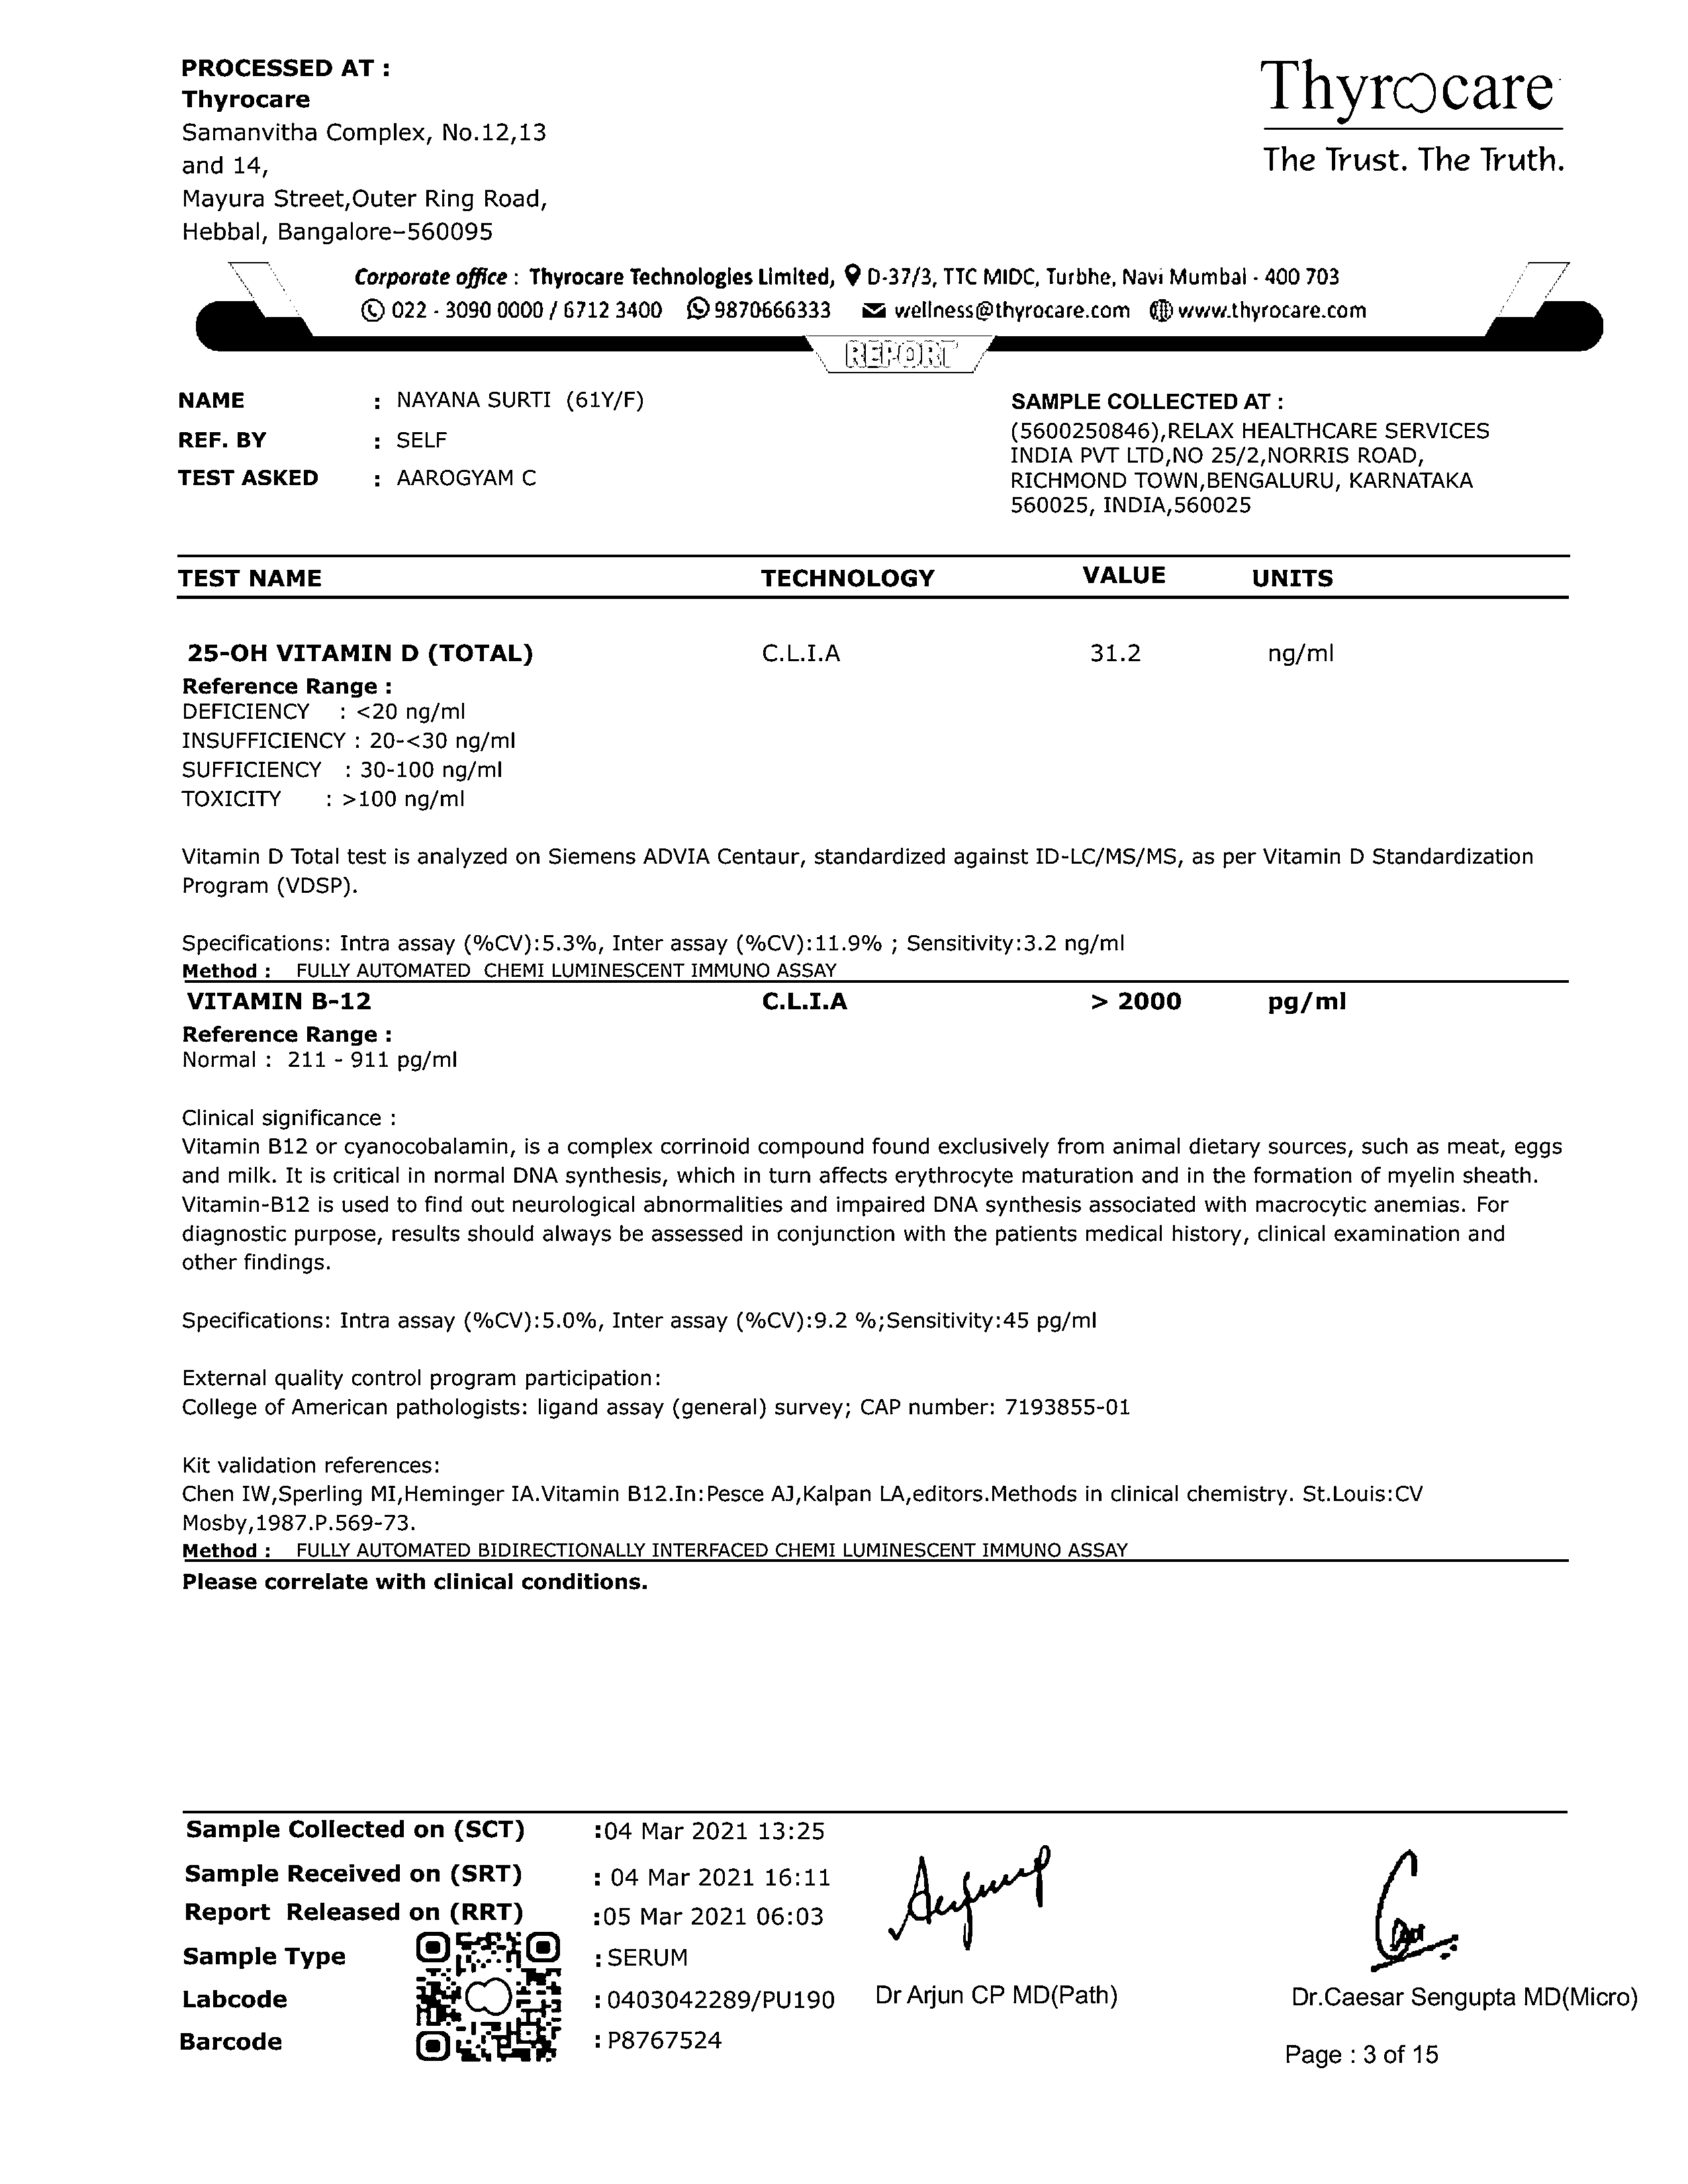 PROCESSED AT :
Thyrocare
Samanvitha Complex, No.12,13
and 14,
Mayura Street,Outer Ring Road,
Hebbal, Bangalore-560095
Thyrocare
The Trust. The Truth.
Corporate office : Thyrocare Technologies Limited, D-37/3, TTC MIDC, Turbhe, Navi Mumbai - 400 703
022 - 3090 0000 / 6712 3400 9870666333 wellness@thyrocare.com www.thyrocare.com
REPORT
NAME : NAYANA SURTI (61Y/F)
REF. BY : SELF
TEST ASKED : AAROGYAM C
SAMPLE COLLECTED AT :
(5600250846),RELAX HEALTHCARE SERVICES
INDIA PVT LTD,NO 25/2,NORRIS ROAD,
RICHMOND TOWN,BENGALURU, KARNATAKA
560025, INDIA,560025
TEST NAME TECHNOLOGY VALUE UNITS
25-OH VITAMIN D (TOTAL) C.L.I.A 31.2 ng/ml
Reference Range :
DEFICIENCY : <20 ng/ml
INSUFFICIENCY : 20-<30 ng/ml
SUFFICIENCY : 30-100 ng/ml
TOXICITY : >100 ng/ml
Vitamin D Total test is analyzed on Siemens ADVIA Centaur, standardized against ID-LC/MS/MS, as per Vitamin D Standardization
Program (VDSP).
Specifications: Intra assay (%CV):5.3%, Inter assay (%CV):11.9% ; Sensitivity:3.2 ng/ml
Method : FULLY AUTOMATED CHEMI LUMINESCENT IMMUNO ASSAY
VITAMIN B-12 C.L.I.A > 2000 pg/ml
Reference Range :
Normal : 211 - 911 pg/ml
Clinical significance :
Vitamin B12 or cyanocobalamin, is a complex corrinoid compound found exclusively from animal dietary sources, such as meat, eggs
and milk. It is critical in normal DNA synthesis, which in turn affects erythrocyte maturation and in the formation of myelin sheath.
Vitamin-B12 is used to find out neurological abnormalities and impaired DNA synthesis associated with macrocytic anemias. For
diagnostic purpose, results should always be assessed in conjunction with the patients medical history, clinical examination and
other findings.
Specifications: Intra assay (%CV):5.0%, Inter assay (%CV):9.2 %;Sensitivity:45 pg/ml
External quality control program participation:
College of American pathologists: ligand assay (general) survey; CAP number: 7193855-01
Kit validation references:
Chen IW,Sperling MI,Heminger IA.Vitamin B12.In:Pesce AJ,Kalpan LA,editors.Methods in clinical chemistry. St.Louis:CV
Mosby,1987.P.569-73.
Method : FULLY AUTOMATED BIDIRECTIONALLY INTERFACED CHEMI LUMINESCENT IMMUNO ASSAY
Please correlate with clinical conditions.
Sample Collected on (SCT) :04 Mar 2021 13:25
Sample Received on (SRT) : 04 Mar 2021 16:11
Report Released on (RRT) :05 Mar 2021 06:03
Sample Type : SERUM
Labcode : 0403042289/PU190
Barcode : P8767524
Dr Arjun CP MD(Path)
Dr.Caesar Sengupta MD(Micro)
Page : 3 of 15